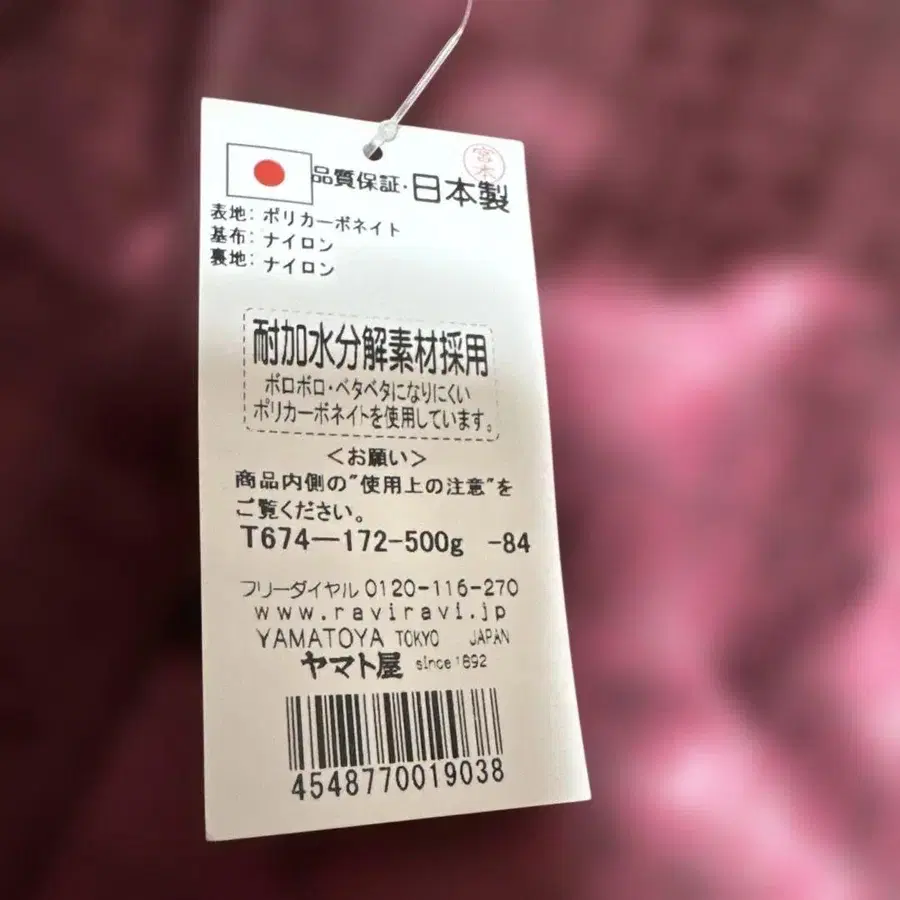 宮本
品質保証・日本製
表地: ポリカーボネイト
基布: ナイロン
裏地: ナイロン
耐加水分解素材採用
ボロボロ・ベタベタになりにくい
ポリカーボネイトを使用しています。
＜お願い＞
商品内側の"使用上の注意"を
ご覧ください。
T674―172-500g -84
フリーダイヤル 0120-116-270
www.raviravi.jp
YAMATOYA TOKYO JAPAN
ヤマト屋 since 1892
4548770019038